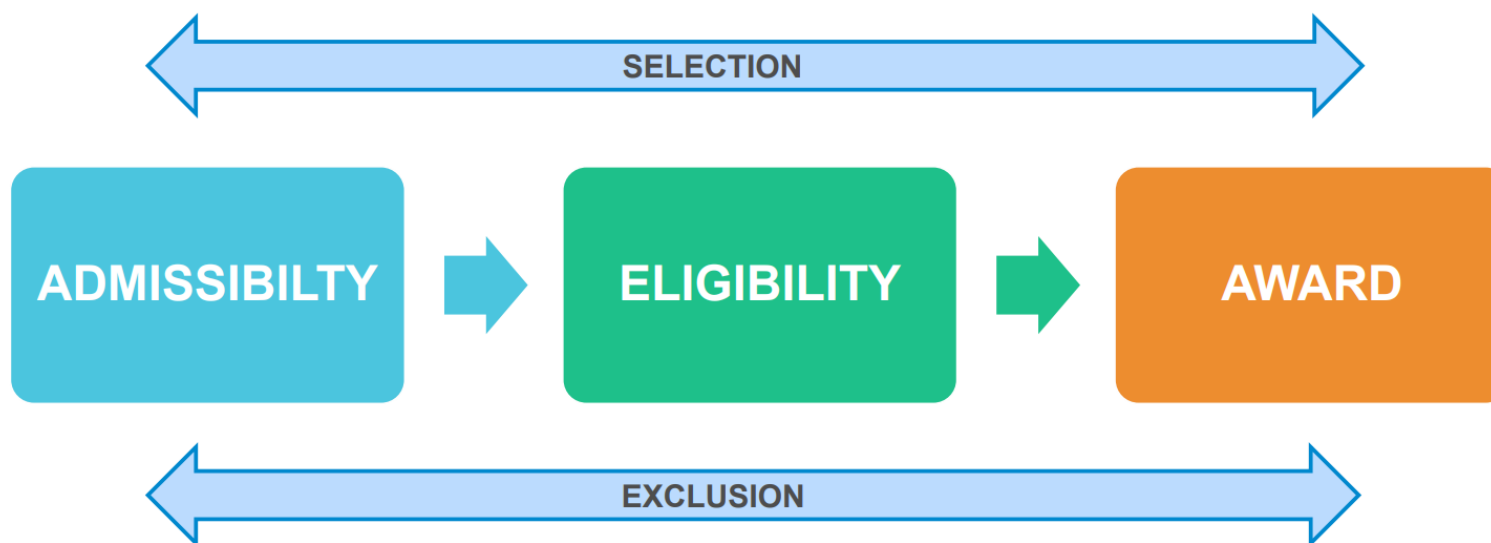 SELECTION
ADMISSIBILTY
ELIGIBILITY
AWARD
EXCLUSION